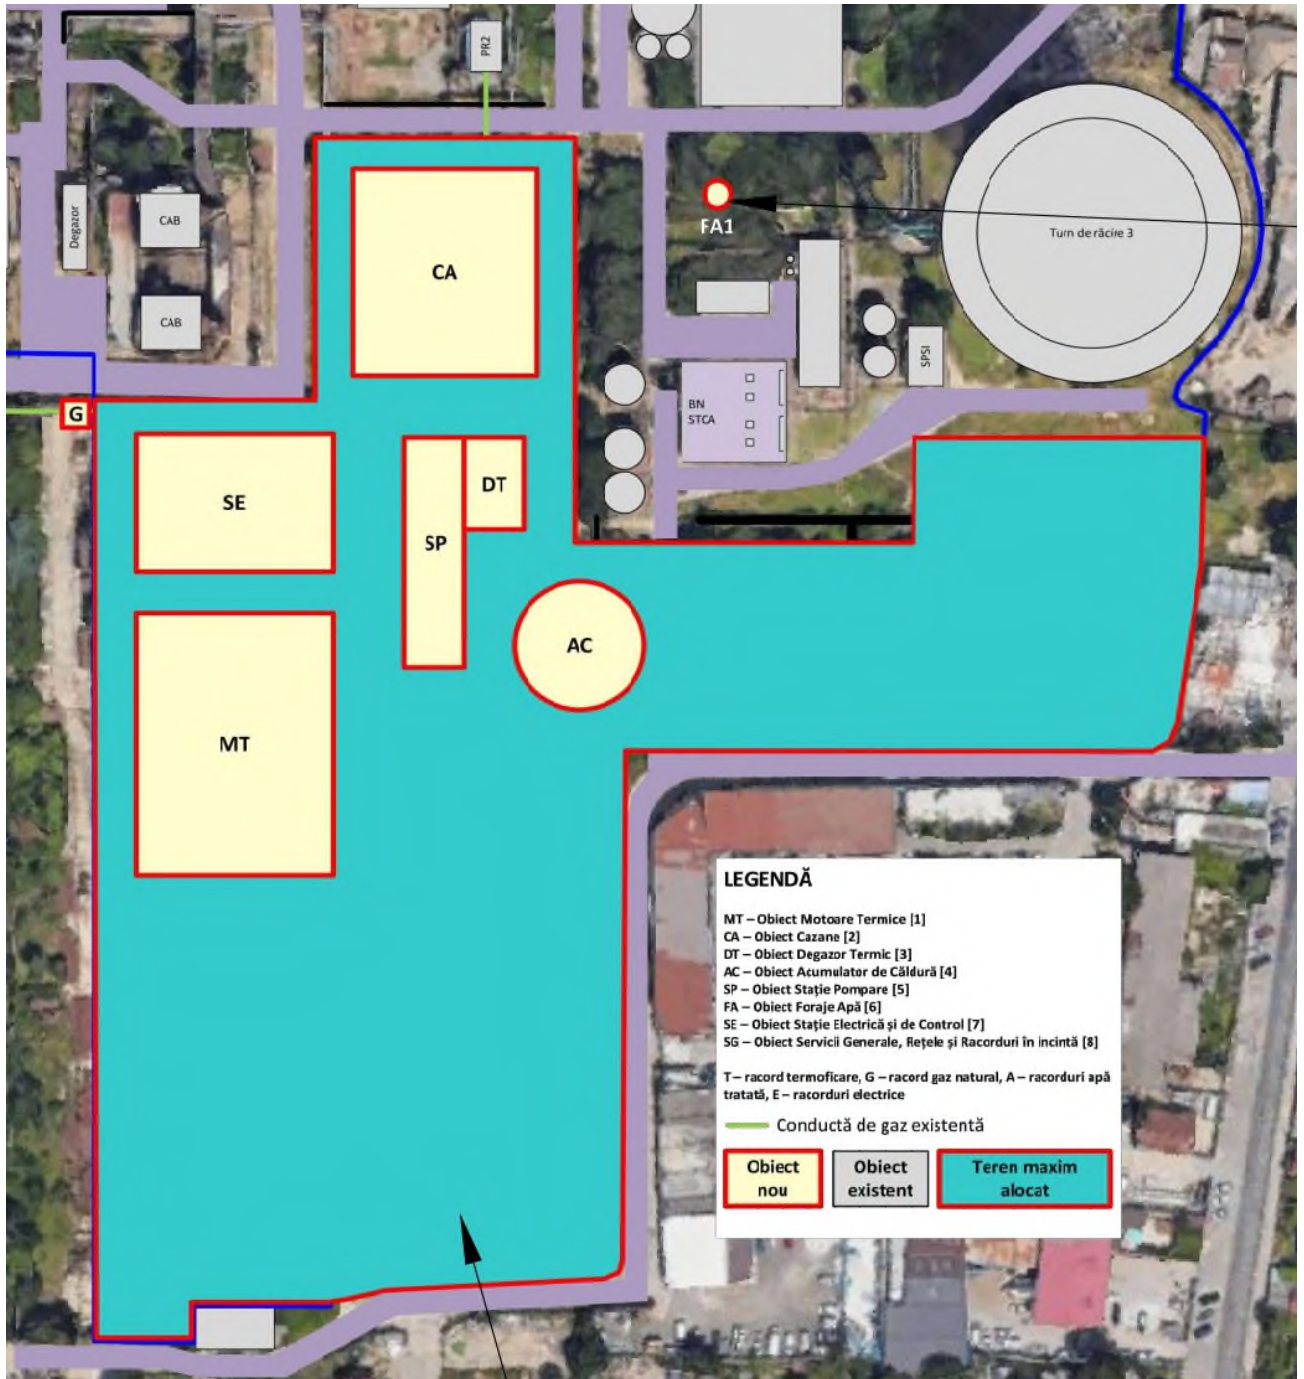 PR2
Degazor
CAB
CAB
CA
FA1
Turn de răcire 3
SPSI
BN
STCA
G
SE
DT
SP
AC
MT
LEGENDĂ
MT – Obiect Motoare Termice [1]
CA – Obiect Cazane [2]
DT – Obiect Degazor Termic [3]
AC – Obiect Acumulator de Căldură [4]
SP – Obiect Stație Pompare [5]
FA – Obiect Foraje Apă [6]
SE – Obiect Stație Electrică și de Control [7]
SG – Obiect Servicii Generale, Rețele și Racorduri în incintă [8]
T – racord termoficare, G – racord gaz natural, A – racorduri apă
tratată, E – racorduri electrice
Conductă de gaz existentă
Obiect
nou
Obiect
existent
Teren maxim
alocat